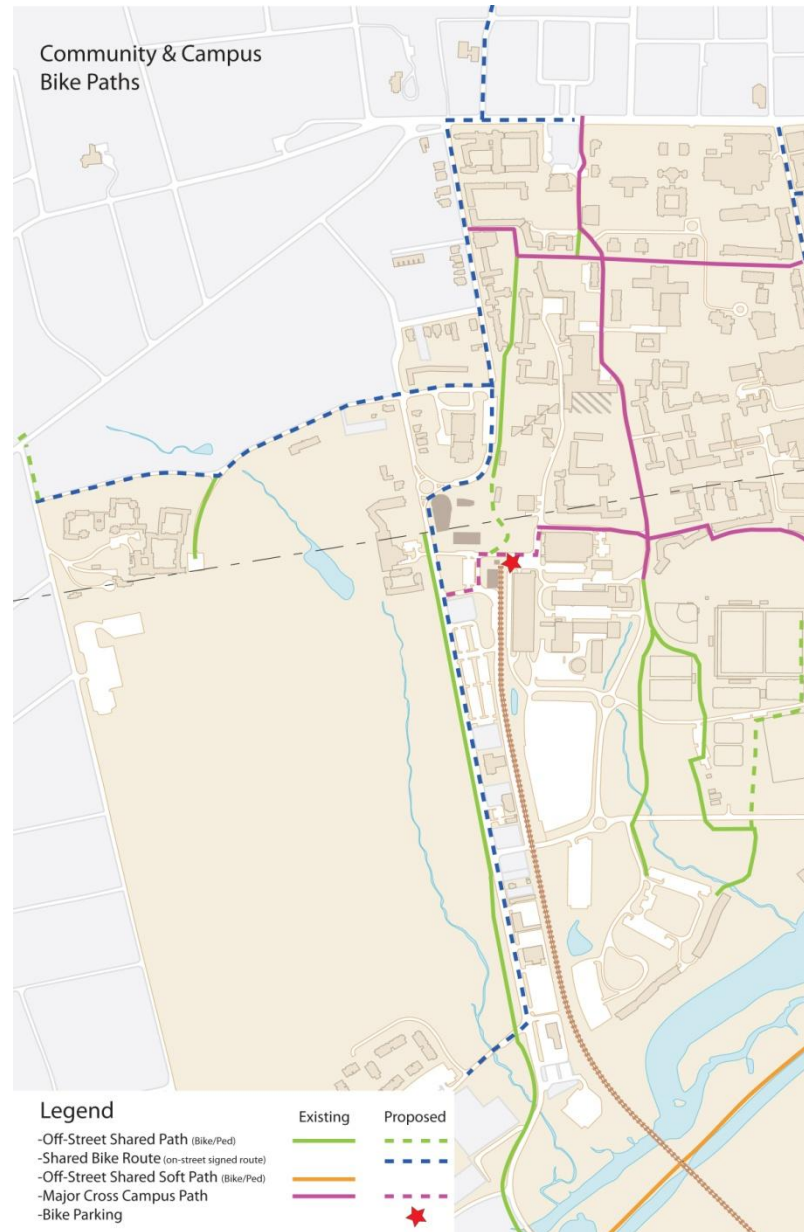 Community & Campus
Bike Paths
Legend
Existing
Proposed
-Off-Street Shared Path (Bike/Ped)
-Shared Bike Route (on-street signed route)
-Off-Street Shared Soft Path (Bike/Ped)
-Major Cross Campus Path
-Bike Parking